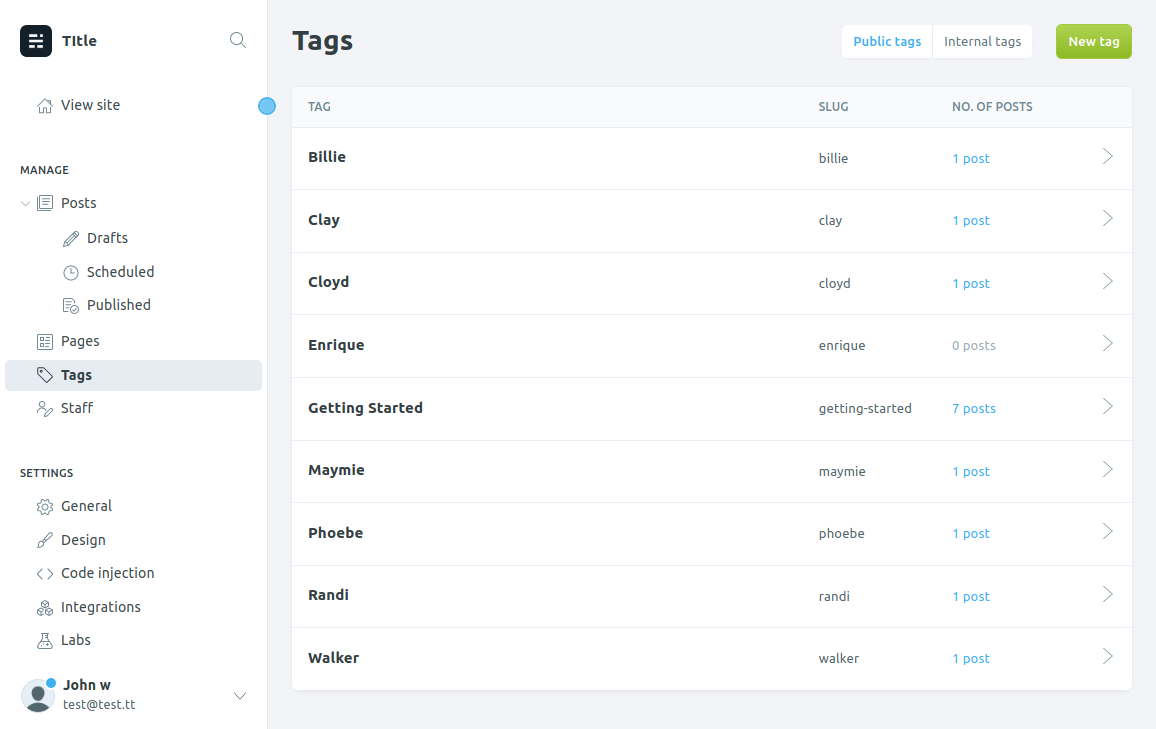 TItle
View site
MANAGE
Posts
Drafts
Scheduled
Published
Pages
Tags
Staff
SETTINGS
General
Design
Code injection
Integrations
Labs
John w
test@test.tt
Tags
Public tags Internal tags New tag
TAG SLUG NO. OF POSTS
Billie billie 1 post
Clay clay 1 post
Cloyd cloyd 1 post
Enrique enrique 0 posts
Getting Started getting-started 7 posts
Maymie maymie 1 post
Phoebe phoebe 1 post
Randi randi 1 post
Walker walker 1 post